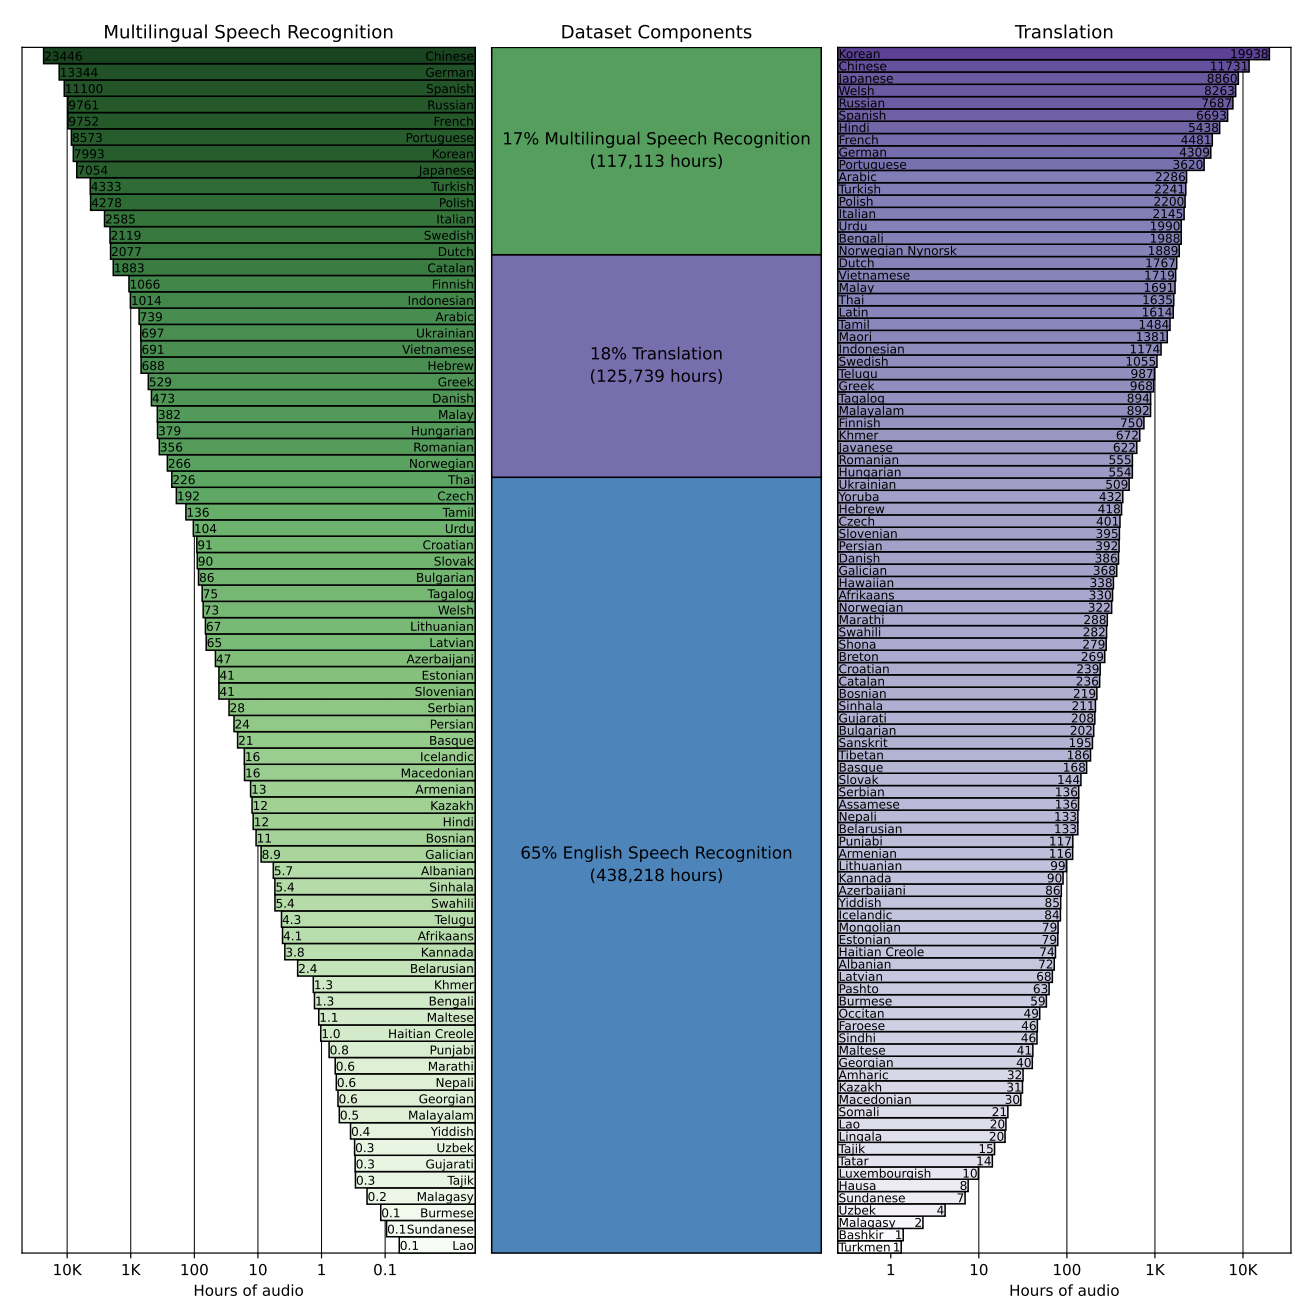 Multilingual Speech Recognition
23446 Chinese
13344 German
11100 Spanish
9761 Russian
9752 French
8573 Portuguese
7993 Korean
7054 Japanese
4333 Turkish
4278 Polish
2585 Italian
2119 Swedish
2077 Dutch
1883 Catalan
1066 Finnish
1014 Indonesian
739 Arabic
697 Ukrainian
691 Vietnamese
688 Hebrew
529 Greek
473 Danish
382 Malay
379 Hungarian
356 Romanian
266 Norwegian
226 Thai
192 Czech
136 Tamil
104 Urdu
91 Croatian
90 Slovak
86 Bulgarian
75 Tagalog
73 Welsh
67 Lithuanian
65 Latvian
47 Azerbaijani
41 Estonian
41 Slovenian
28 Serbian
24 Persian
21 Basque
16 Icelandic
16 Macedonian
13 Armenian
12 Kazakh
12 Hindi
11 Bosnian
8.9 Galician
5.7 Albanian
5.4 Sinhala
5.4 Swahili
4.3 Telugu
4.1 Afrikaans
3.8 Kannada
2.4 Belarusian
1.3 Khmer
1.3 Bengali
1.1 Maltese
1.0 Haitian Creole
0.8 Punjabi
0.6 Marathi
0.6 Nepali
0.6 Georgian
0.5 Malayalam
0.4 Yiddish
0.3 Uzbek
0.3 Gujarati
0.3 Tajik
0.2 Malagasy
0.1 Burmese
0.1 Sundanese
0.1 Lao
10K 1K 100 10 1 0.1
Hours of audio
Dataset Components
17% Multilingual Speech Recognition
(117,113 hours)
18% Translation
(125,739 hours)
65% English Speech Recognition
(438,218 hours)
Translation
Korean 19938
Chinese 11731
Japanese 8860
Welsh 8263
Russian 7687
Spanish 6693
Hindi 5438
French 4481
German 4309
Portuguese 3620
Arabic 2286
Turkish 2241
Polish 2200
Italian 2145
Urdu 1990
Bengali 1988
Norwegian Nynorsk 1889
Dutch 1767
Vietnamese 1719
Malay 1691
Thai 1635
Latin 1614
Tamil 1484
Maori 1381
Indonesian 1174
Swedish 1055
Telugu 987
Greek 968
Tagalog 894
Malayalam 892
Finnish 750
Khmer 672
Javanese 622
Romanian 555
Hungarian 554
Ukrainian 509
Yoruba 432
Hebrew 418
Czech 401
Slovenian 395
Persian 392
Danish 386
Galician 368
Hawaiian 338
Afrikaans 330
Norwegian 322
Marathi 288
Swahili 282
Shona 279
Breton 269
Croatian 239
Catalan 236
Bosnian 219
Sinhala 211
Gujarati 208
Bulgarian 202
Sanskrit 195
Tibetan 186
Basque 168
Slovak 144
Serbian 136
Assamese 136
Nepali 133
Belarusian 133
Punjabi 117
Armenian 116
Lithuanian 99
Kannada 90
Azerbaijani 86
Yiddish 85
Icelandic 84
Mongolian 79
Estonian 79
Haitian Creole 74
Albanian 72
Latvian 68
Pashto 63
Burmese 59
Occitan 49
Faroese 46
Sindhi 46
Maltese 41
Georgian 40
Amharic 32
Kazakh 31
Macedonian 30
Somali 21
Lao 20
Lingala 20
Tajik 15
Tatar 14
Luxembourgish 10
Hausa 8
Sundanese 7
Uzbek 4
Malagasy 2
Bashkir 1
Turkmen 1
1 10 100 1K 10K
Hours of audio